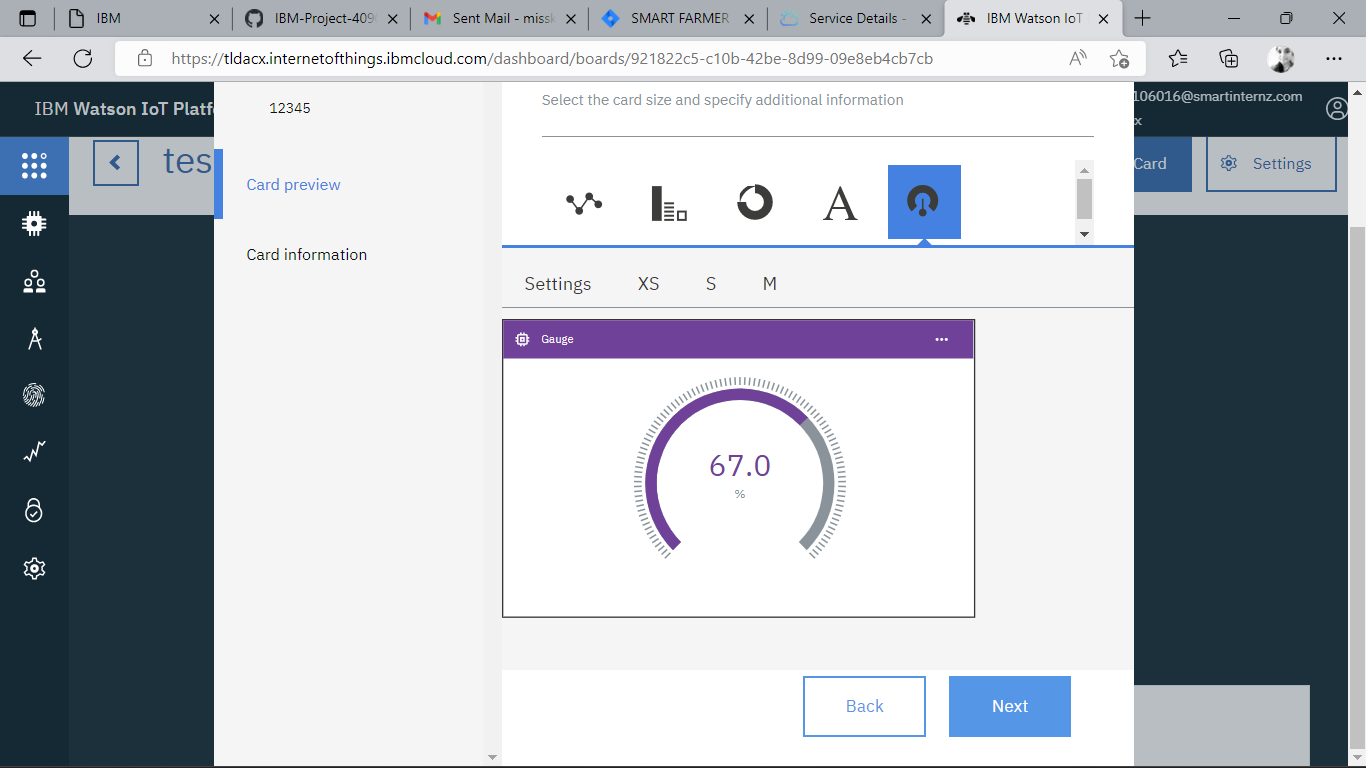 IBM
IBM-Project-409
Sent Mail - miss
SMART FARMER
Service Details -
IBM Watson IoT
https://tldacx.internetofthings.ibmcloud.com/dashboard/boards/921822c5-c10b-42be-8d99-09e8eb4cb7cb
IBM Watson IoT Platf
106016@smartinternz.com
x
tes
Card
Settings
12345
Card preview
Card information
Select the card size and specify additional information
A
Settings XS S M
Gauge
67.0
%
Back
Next